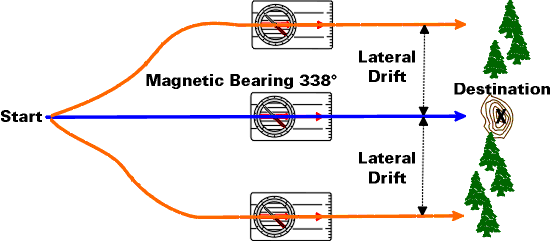 Lateral
Drift
Magnetic Bearing 338°
Destination
Start
X
Lateral
Drift